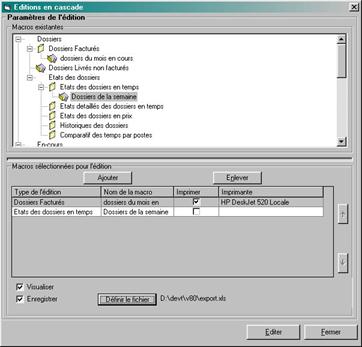 Editions en cascade
Paramètres de l'édition
Macros existantes
Dossiers
Dossiers Facturés
dossiers du mois en cours
Dossiers Livrés non facturés
Etats des dossiers
Etats des dossiers en temps
Dossiers de la semaine
Etats detaillés des dossiers en temps
Etats des dossiers en prix
Historiques des dossiers
Comparatif des temps par postes
En-cours
Macros sélectionnées pour l'édition
Ajouter Enlever
Type de l'édition Nom de la macro Imprimer Imprimante
Dossiers Facturés dossiers du mois en HP DeskJet 520 Locale
Etats des dossiers en temps Dossiers de la semaine
Visualiser
Enregistrer Définir le fichier D:\devt\v80\export.xls
Editer Fermer